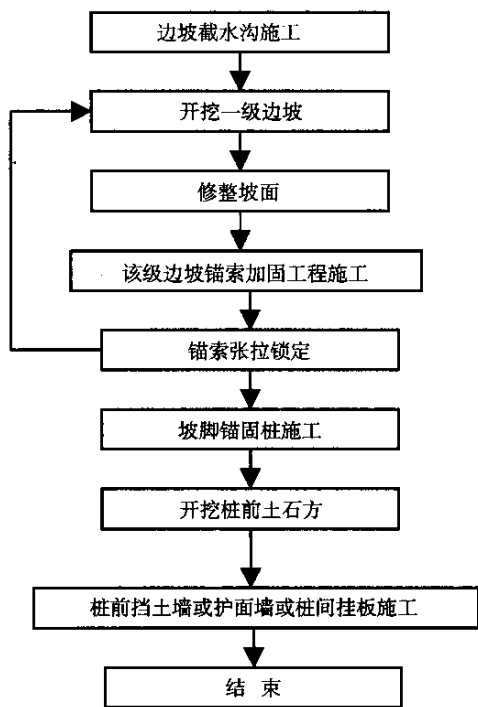 边坡截水沟施工
开挖一级边坡
修整坡面
该级边坡锚索加固工程施工
锚索张拉锁定
坡脚锚固桩施工
开挖桩前土石方
桩前挡土墙或护面墙或桩间挂板施工
结 束